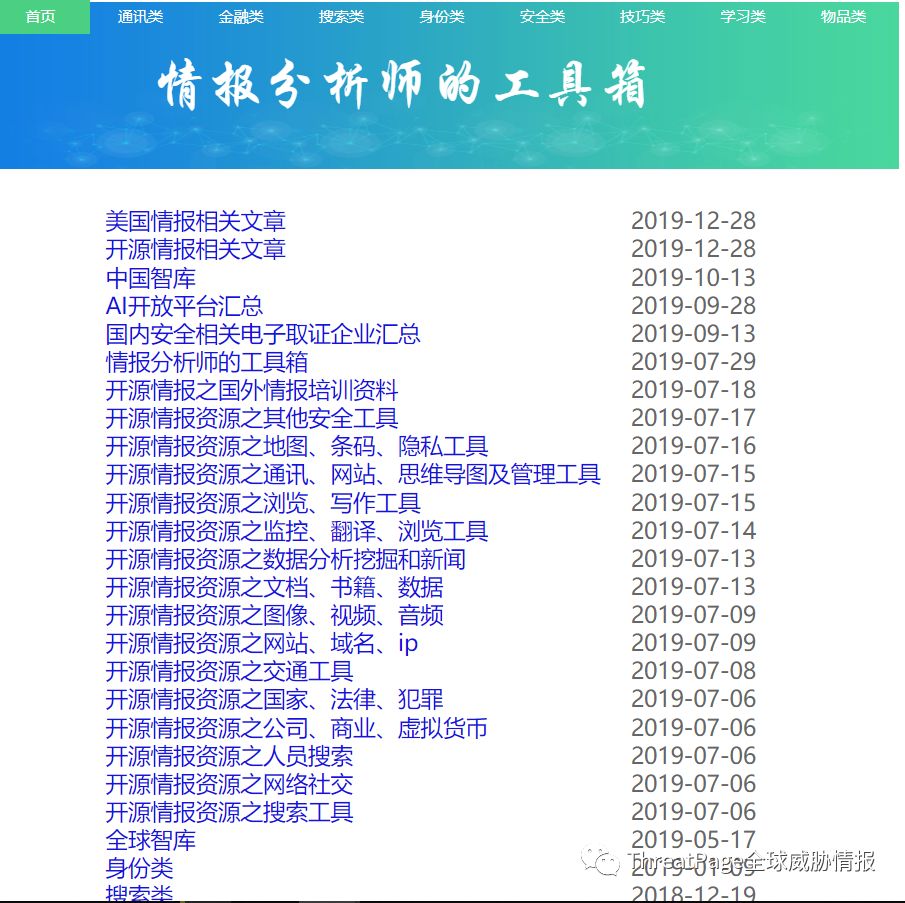 首页 通讯类 金融类 搜索类 身份类 安全类 技巧类 学习类 物品类
情报分析师的工具箱
美国情报相关文章 2019-12-28
开源情报相关文章 2019-12-28
中国智库 2019-10-13
AI开放平台汇总 2019-09-28
国内安全相关电子取证企业汇总 2019-09-13
情报分析师的工具箱 2019-07-29
开源情报之国外情报培训资料 2019-07-18
开源情报资源之其他安全工具 2019-07-17
开源情报资源之地图、条码、隐私工具 2019-07-16
开源情报资源之通讯、网站、思维导图及管理工具 2019-07-15
开源情报资源之浏览、写作工具 2019-07-15
开源情报资源之监控、翻译、浏览工具 2019-07-14
开源情报资源之数据分析挖掘和新闻 2019-07-13
开源情报资源之文档、书籍、数据 2019-07-13
开源情报资源之图像、视频、音频 2019-07-09
开源情报资源之网站、域名、ip 2019-07-09
开源情报资源之交通工具 2019-07-08
开源情报资源之国家、法律、犯罪 2019-07-06
开源情报资源之公司、商业、虚拟货币 2019-07-06
开源情报资源之人员搜索 2019-07-06
开源情报资源之网络社交 2019-07-06
开源情报资源之搜索工具 2019-07-06
全球智库 2019-05-17
身份类 2019-01-09
ThreatPage全球威胁情报
搜索类 2018-12-19